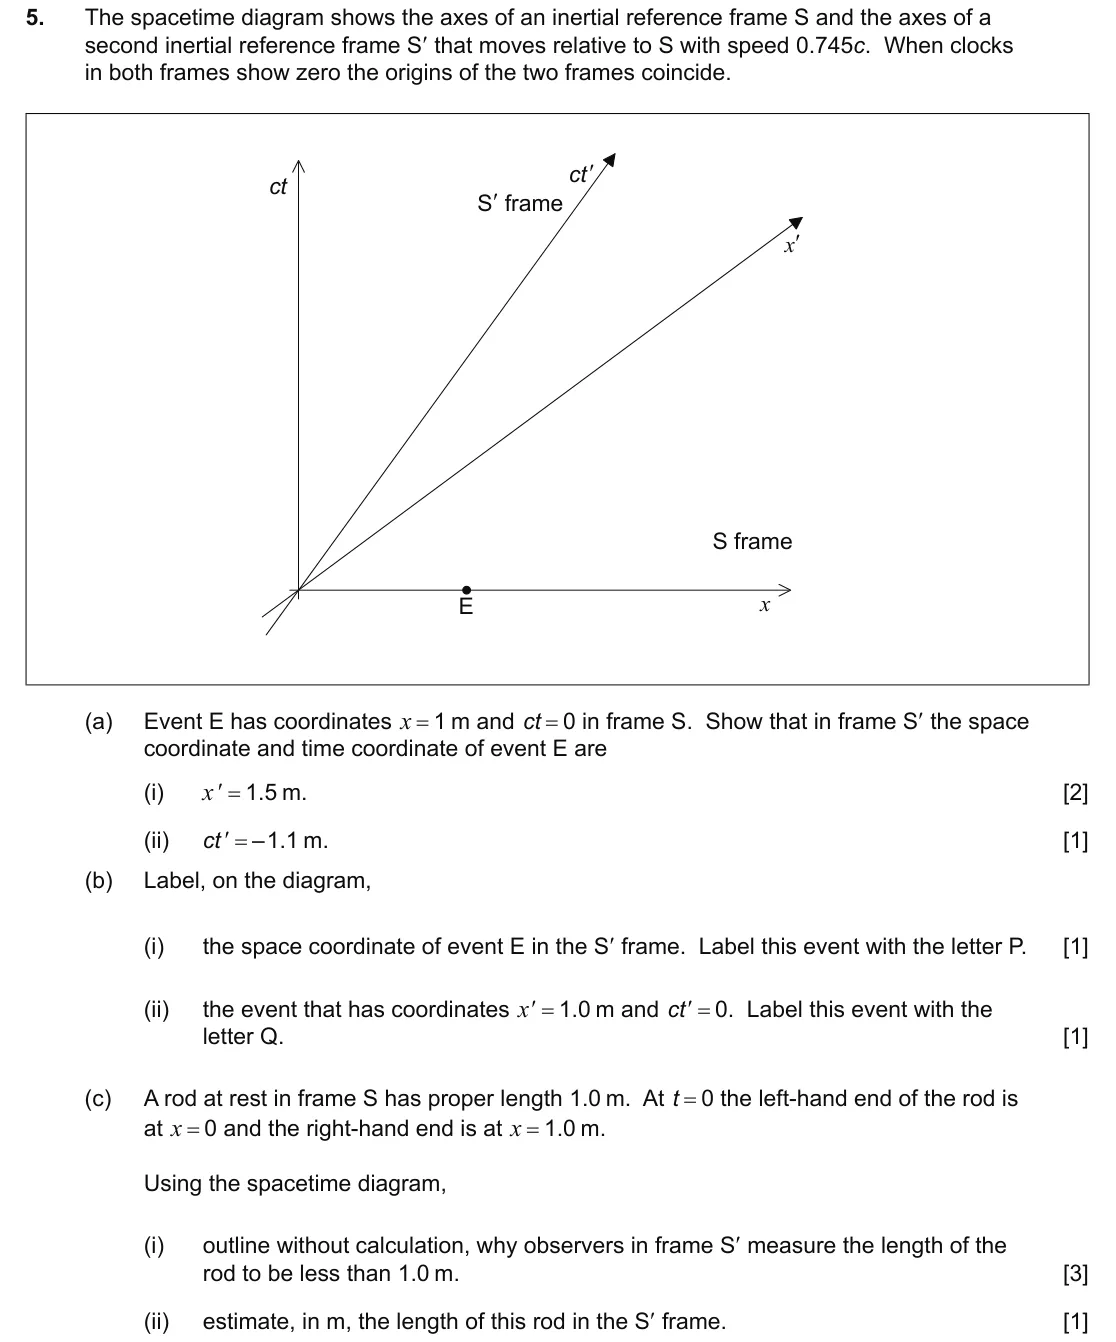 5. The spacetime diagram shows the axes of an inertial reference frame S and the axes of a
second inertial reference frame S′ that moves relative to S with speed 0.745c. When clocks
in both frames show zero the origins of the two frames coincide.
ct
ct′
S′ frame
x′
S frame
E
x
(a) Event E has coordinates x = 1 m and ct = 0 in frame S. Show that in frame S′ the space
coordinate and time coordinate of event E are
(i) x′ = 1.5 m. [2]
(ii) ct′ = –1.1 m. [1]
(b) Label, on the diagram,
(i) the space coordinate of event E in the S′ frame. Label this event with the letter P. [1]
(ii) the event that has coordinates x′ = 1.0 m and ct′ = 0. Label this event with the
letter Q. [1]
(c) A rod at rest in frame S has proper length 1.0 m. At t = 0 the left-hand end of the rod is
at x = 0 and the right-hand end is at x = 1.0 m.
Using the spacetime diagram,
(i) outline without calculation, why observers in frame S′ measure the length of the
rod to be less than 1.0 m. [3]
(ii) estimate, in m, the length of this rod in the S′ frame. [1]